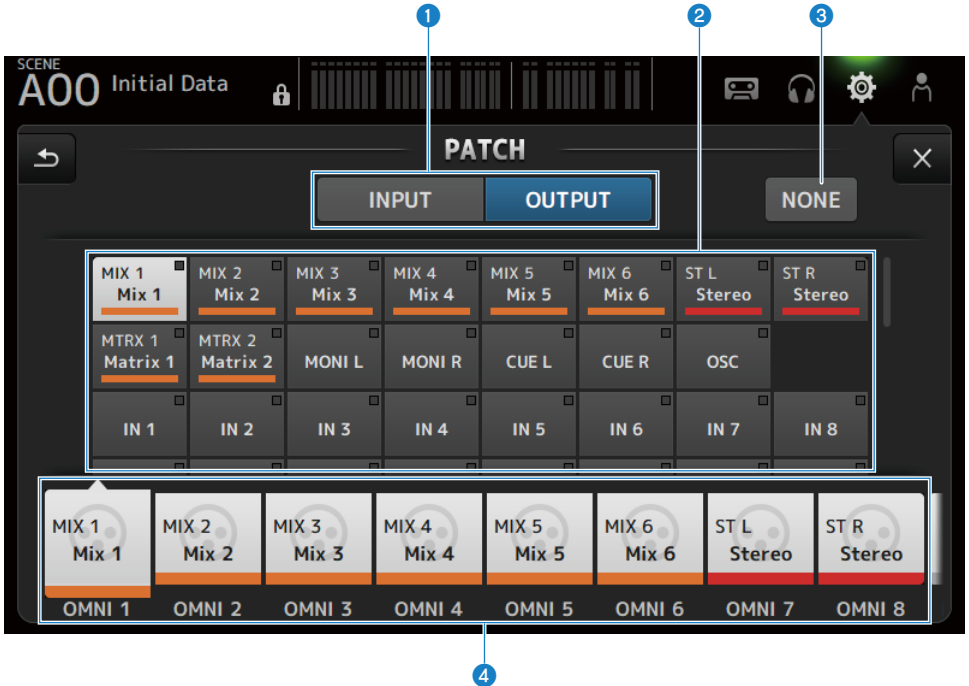 1 2 3
SCENE
A00 Initial Data
PATCH
INPUT OUTPUT NONE
MIX 1 MIX 2 MIX 3 MIX 4 MIX 5 MIX 6 ST L ST R
Mix 1 Mix 2 Mix 3 Mix 4 Mix 5 Mix 6 Stereo Stereo
MTRX 1 MTRX 2
Matrix 1 Matrix 2 MONI L MONI R CUE L CUE R OSC
IN 1 IN 2 IN 3 IN 4 IN 5 IN 6 IN 7 IN 8
MIX 1 MIX 2 MIX 3 MIX 4 MIX 5 MIX 6 ST L ST R
Mix 1 Mix 2 Mix 3 Mix 4 Mix 5 Mix 6 Stereo Stereo
OMNI 1 OMNI 2 OMNI 3 OMNI 4 OMNI 5 OMNI 6 OMNI 7 OMNI 8
4